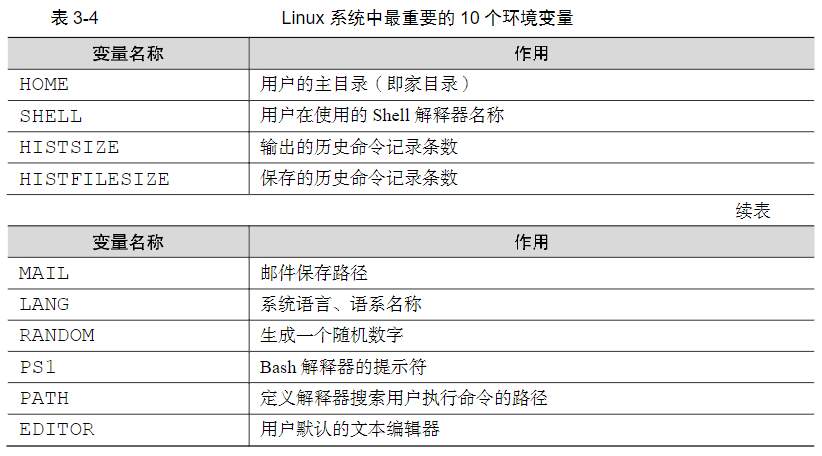 表 3-4 Linux 系统中最重要的 10 个环境变量
变量名称 作用
HOME 用户的主目录（即家目录）
SHELL 用户在使用的 Shell 解释器名称
HISTSIZE 输出的历史命令记录条数
HISTFILESIZE 保存的历史命令记录条数
续表
变量名称 作用
MAIL 邮件保存路径
LANG 系统语言、语系名称
RANDOM 生成一个随机数字
PS1 Bash 解释器的提示符
PATH 定义解释器搜索用户执行命令的路径
EDITOR 用户默认的文本编辑器